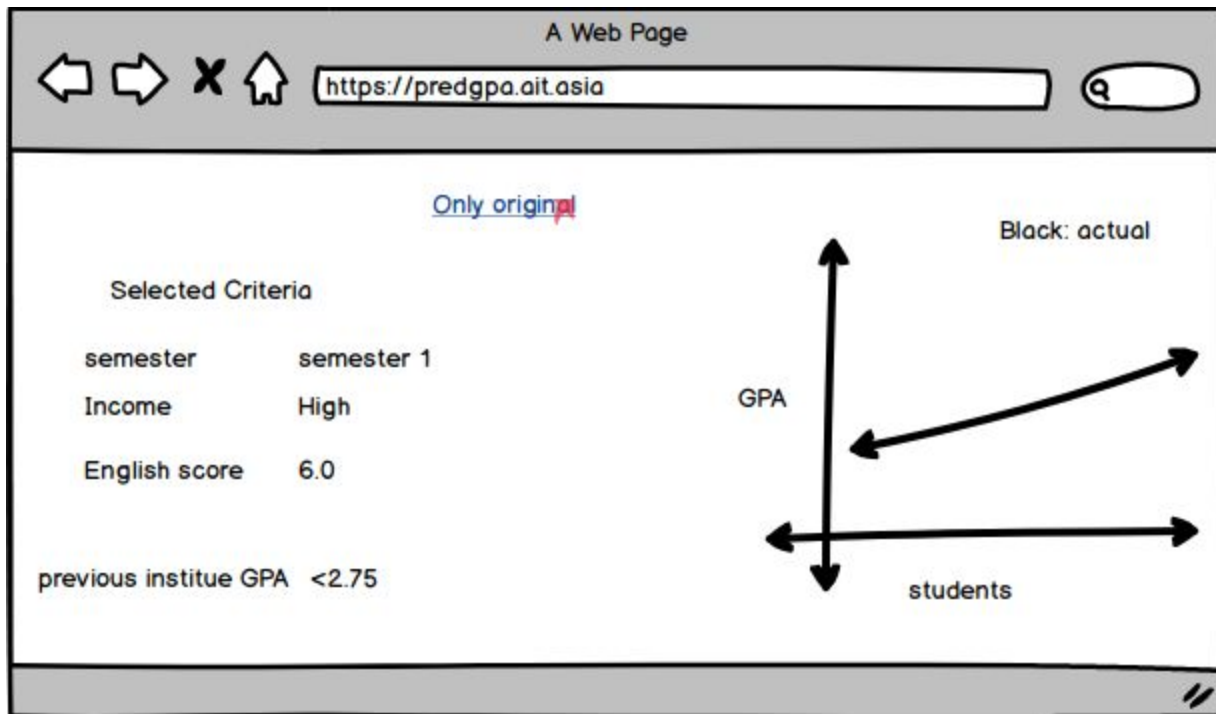 A Web Page
https://predgpa.ait.asia
Only original
Black: actual
Selected Criteria
semester semester 1
Income High
GPA
English score 6.0
previous institue GPA <2.75
students